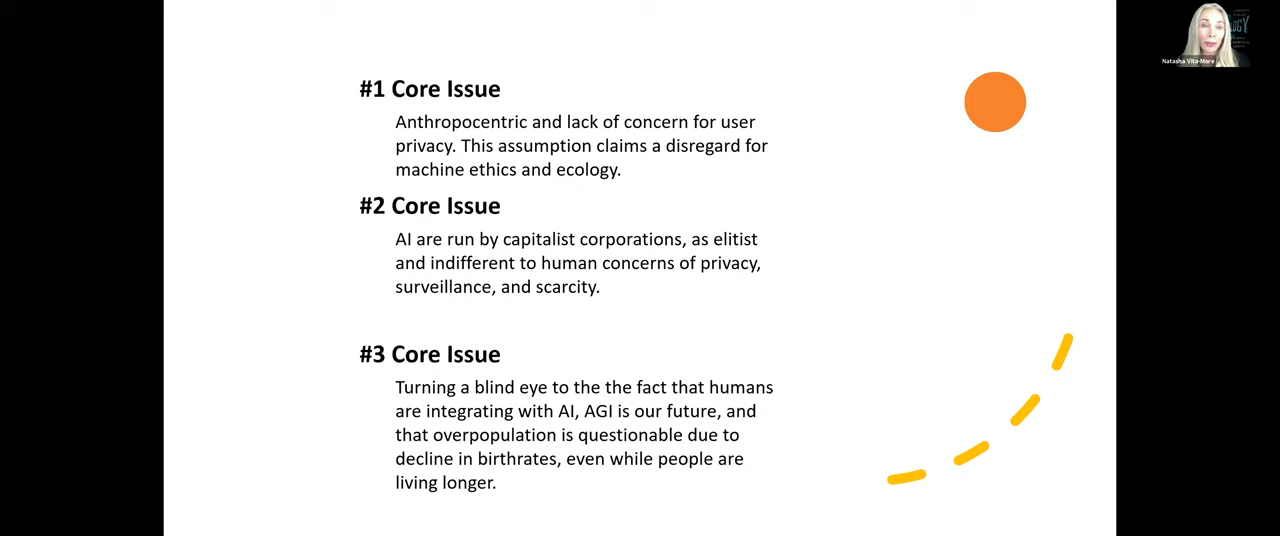 #1 Core Issue
Anthropocentric and lack of concern for user
privacy. This assumption claims a disregard for
machine ethics and ecology.
#2 Core Issue
AI are run by capitalist corporations, as elitist
and indifferent to human concerns of privacy,
surveillance, and scarcity.
#3 Core Issue
Turning a blind eye to the the fact that humans
are integrating with AI, AGI is our future, and
that overpopulation is questionable due to
decline in birthrates, even while people are
living longer.
Natasha Vita-More